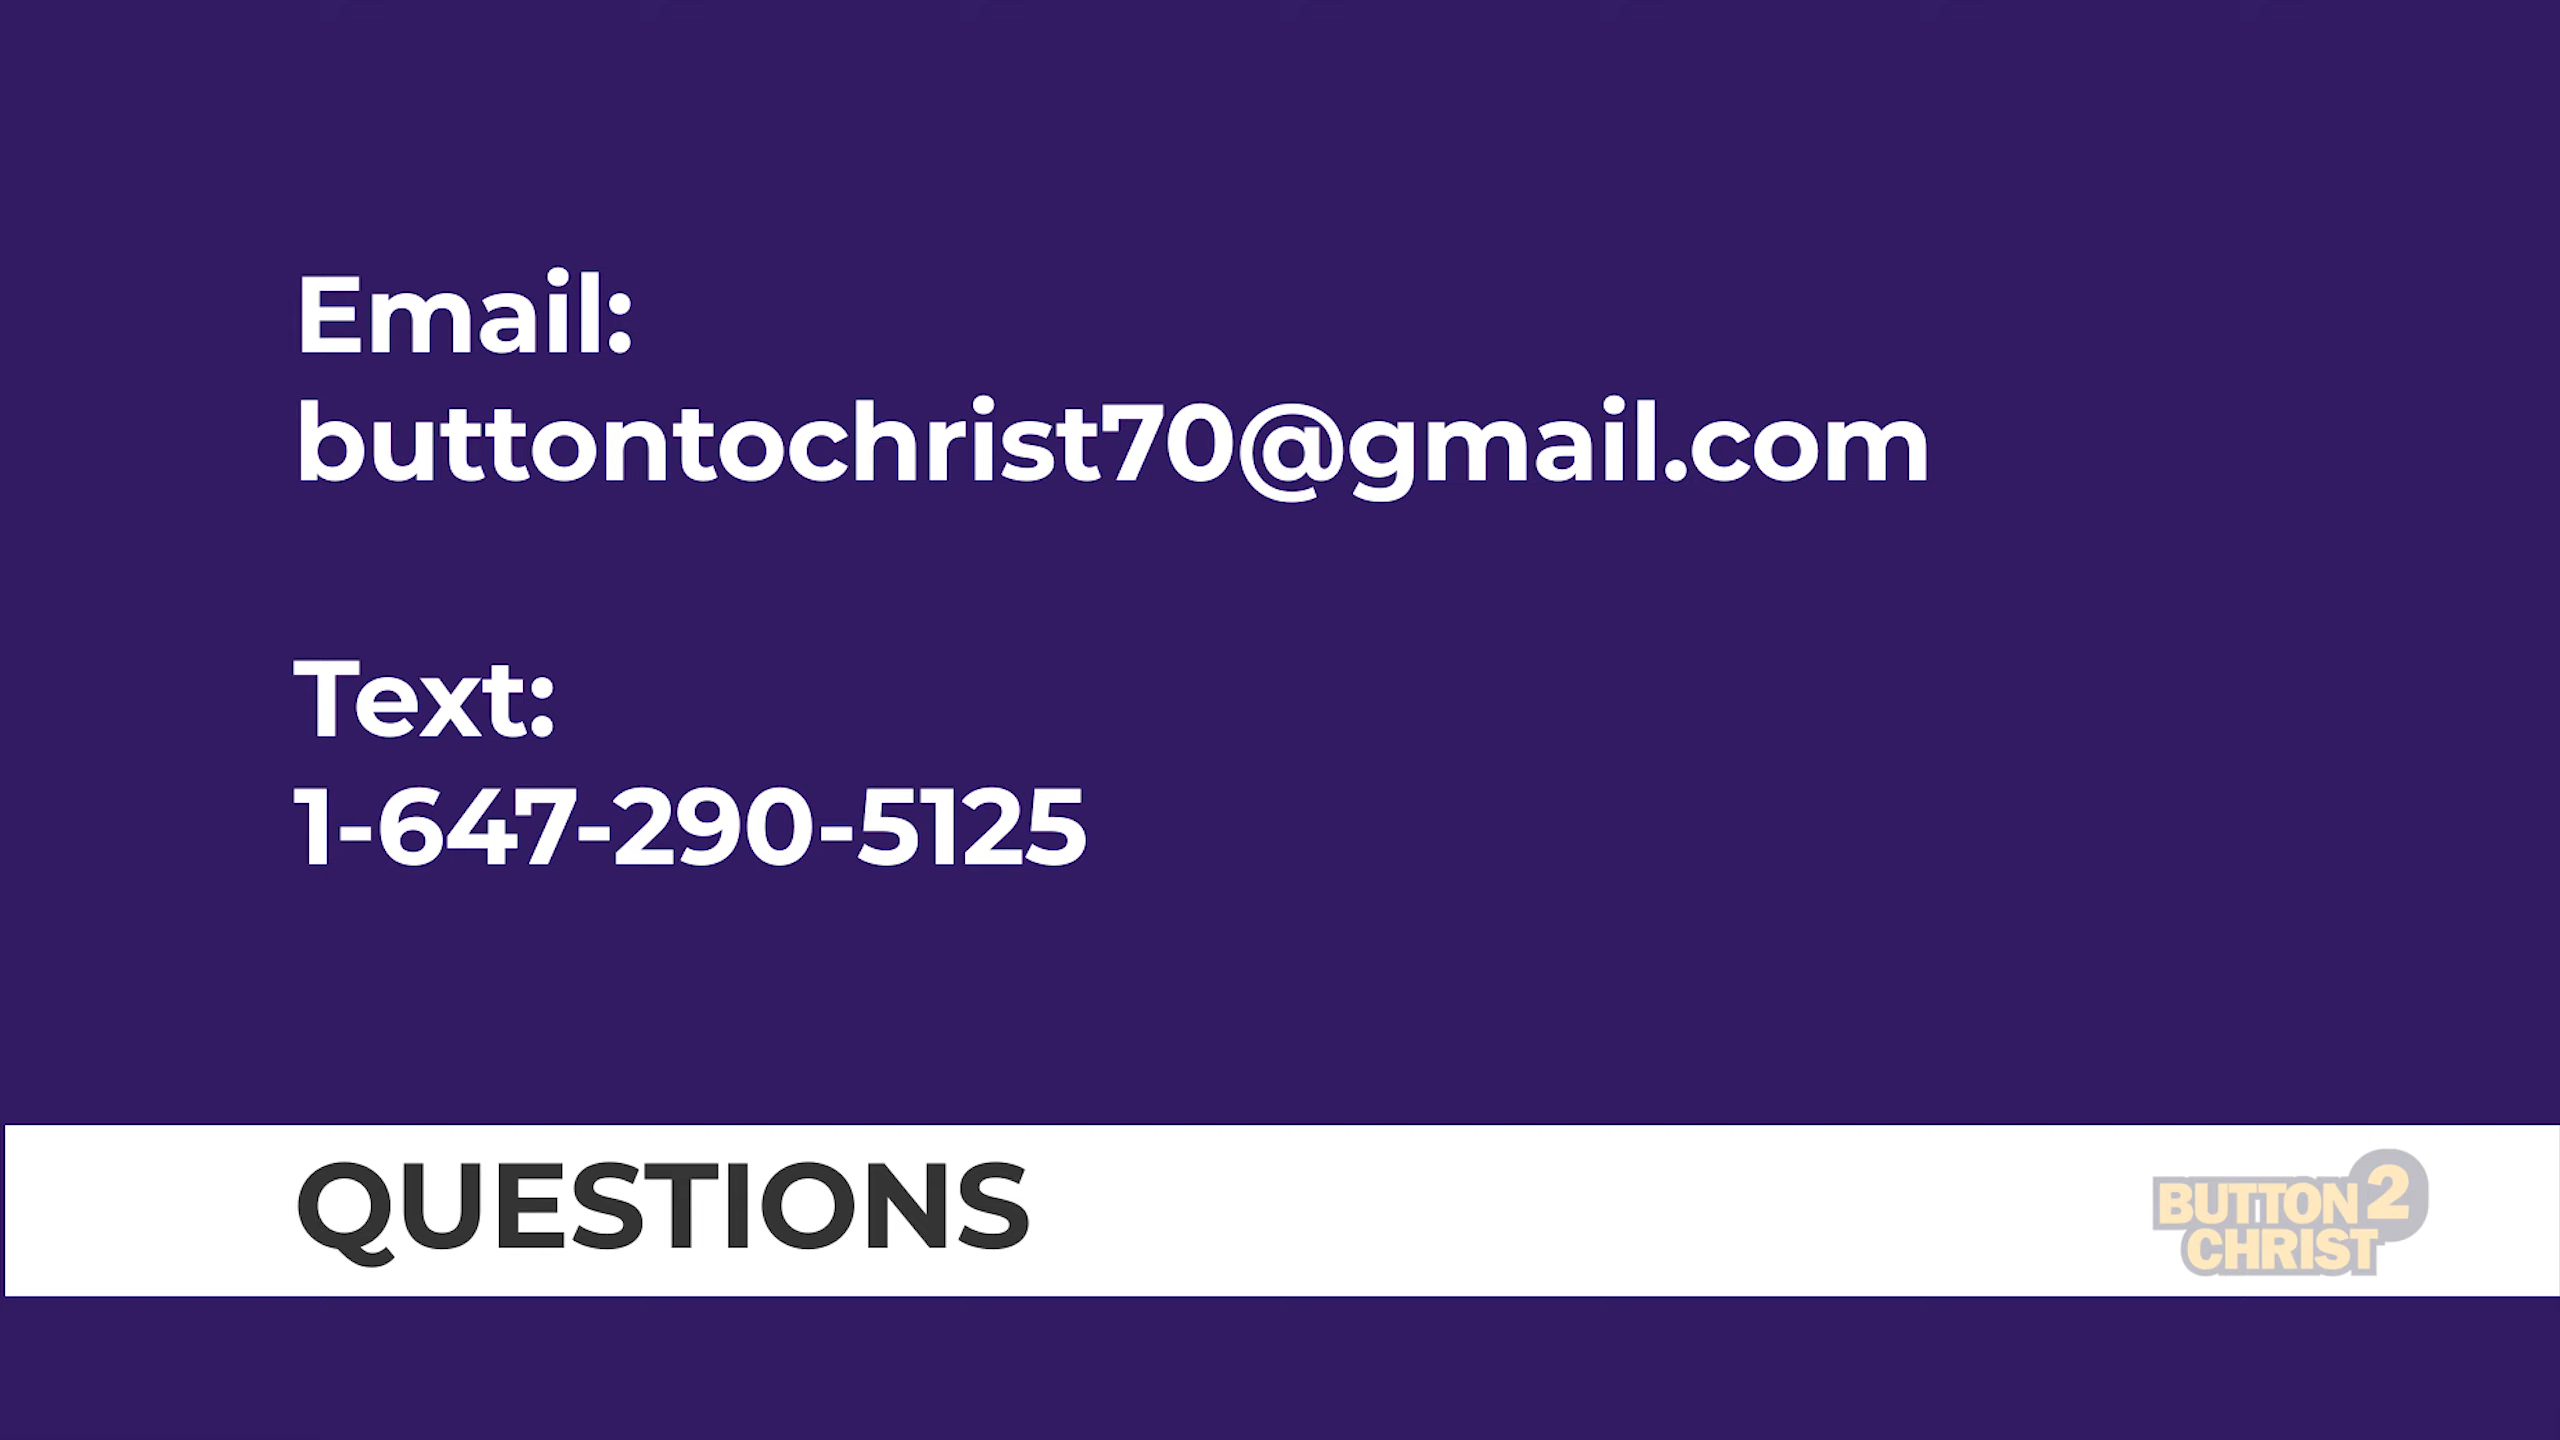 Email:
buttontochrist70@gmail.com
Text:
1-647-290-5125
QUESTIONS
BUTTON 2
CHRIST